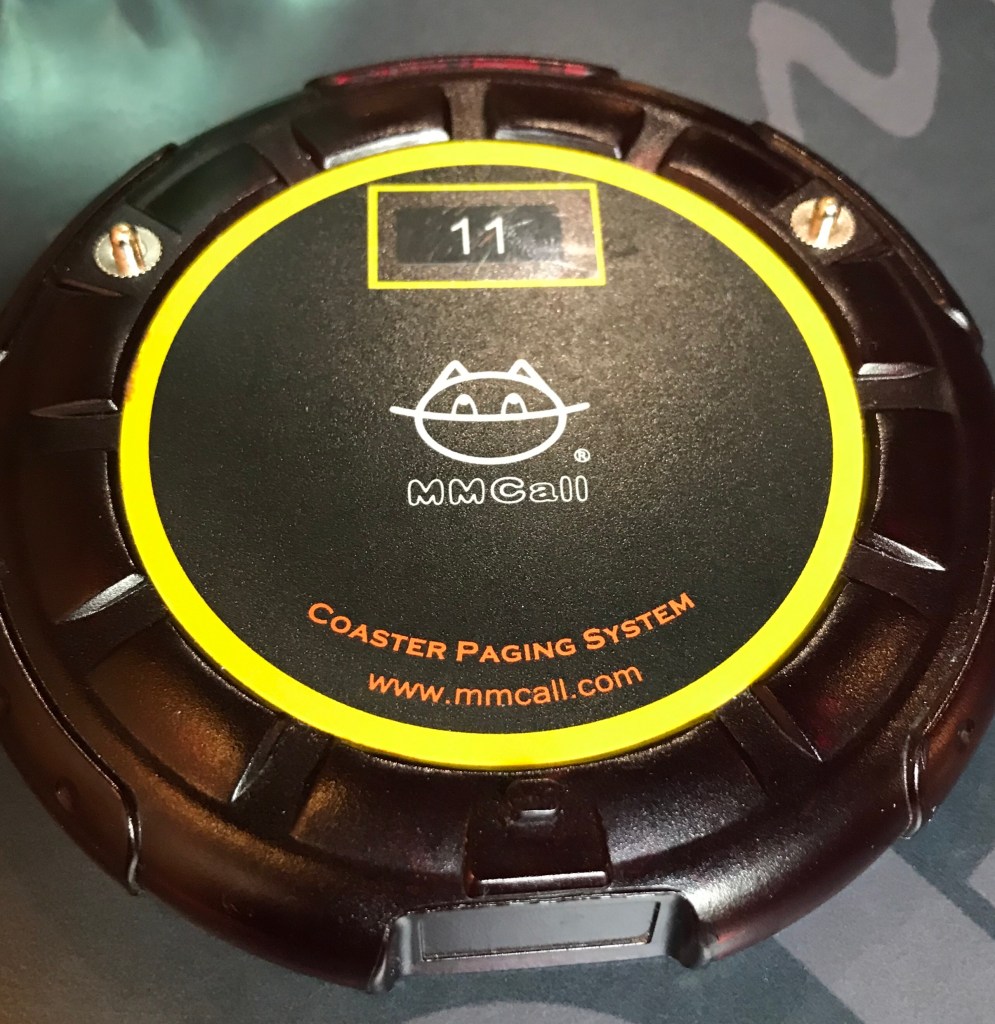 11
®
MMCall
COASTER PAGING SYSTEM
www.mmcall.com